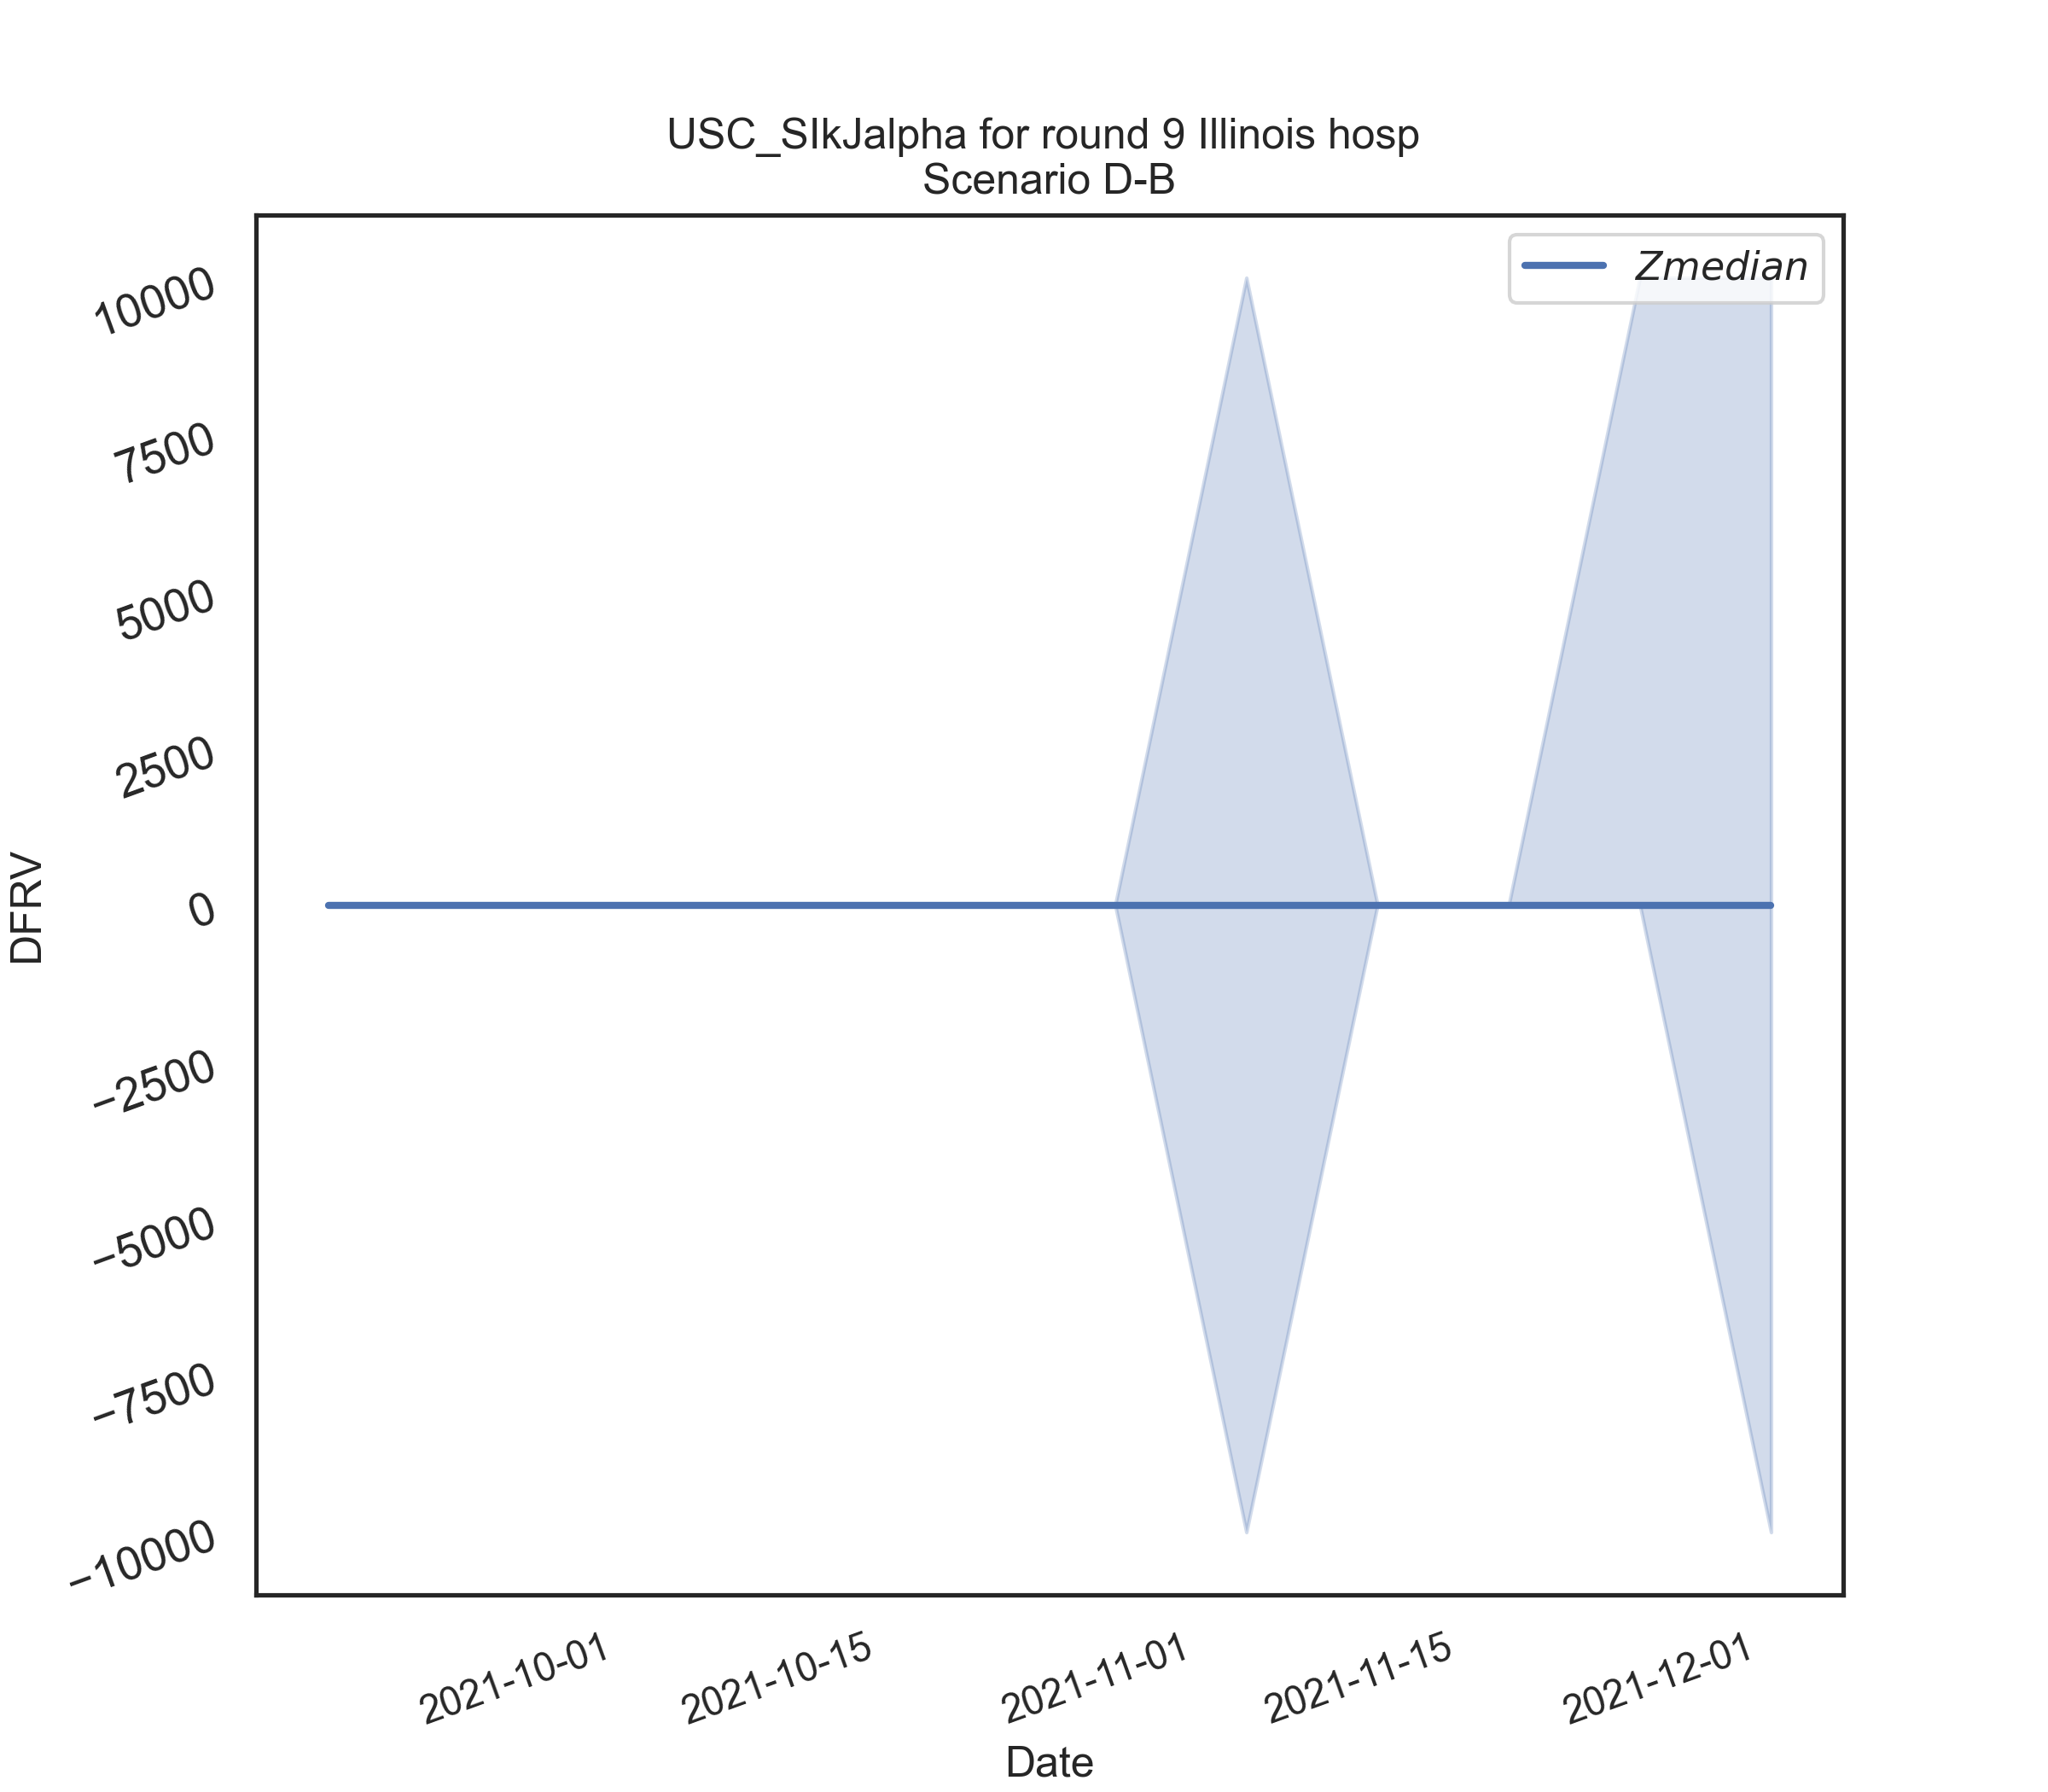 USC_SIkJalpha for round 9 Illinois hosp
Scenario D-B
Zmedian
10000
7500
5000
2500
0
−2500
−5000
−7500
−10000
DFRV
2021-10-01
2021-10-15
2021-11-01
2021-11-15
2021-12-01
Date